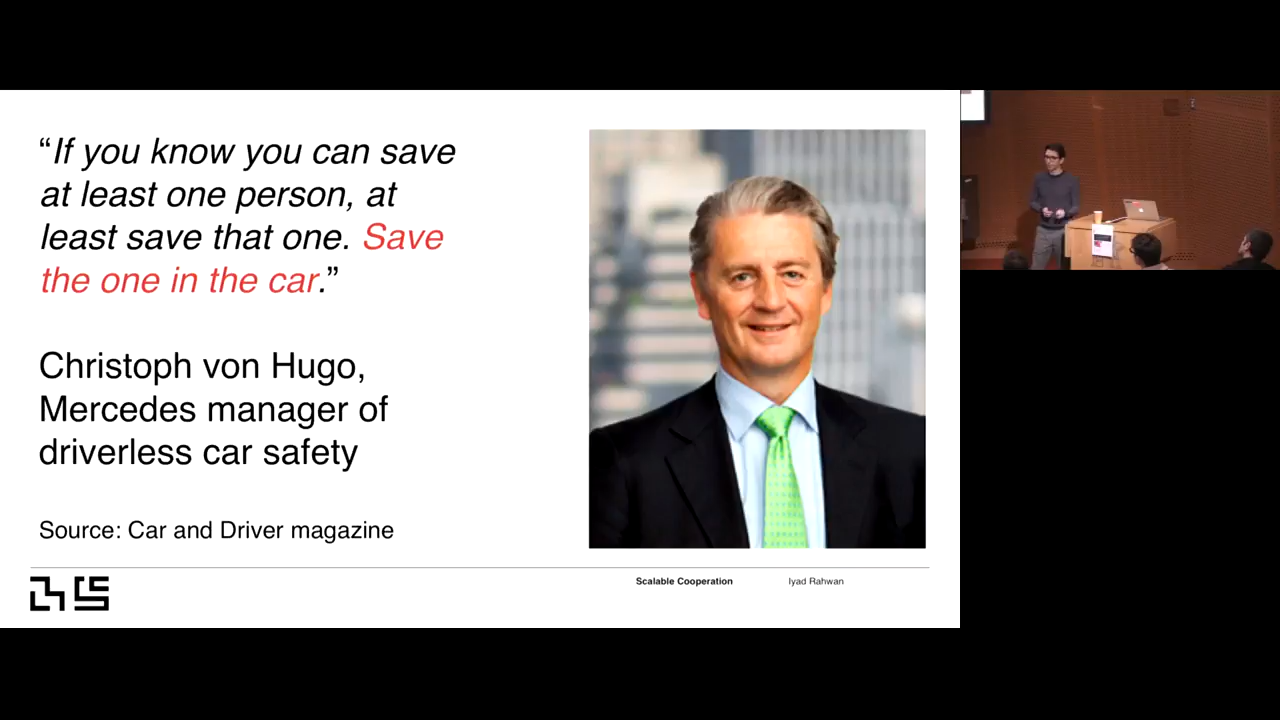 “If you know you can save
at least one person, at
least save that one. Save
the one in the car.”
Christoph von Hugo,
Mercedes manager of
driverless car safety
Source: Car and Driver magazine
Scalable Cooperation
Iyad Rahwan